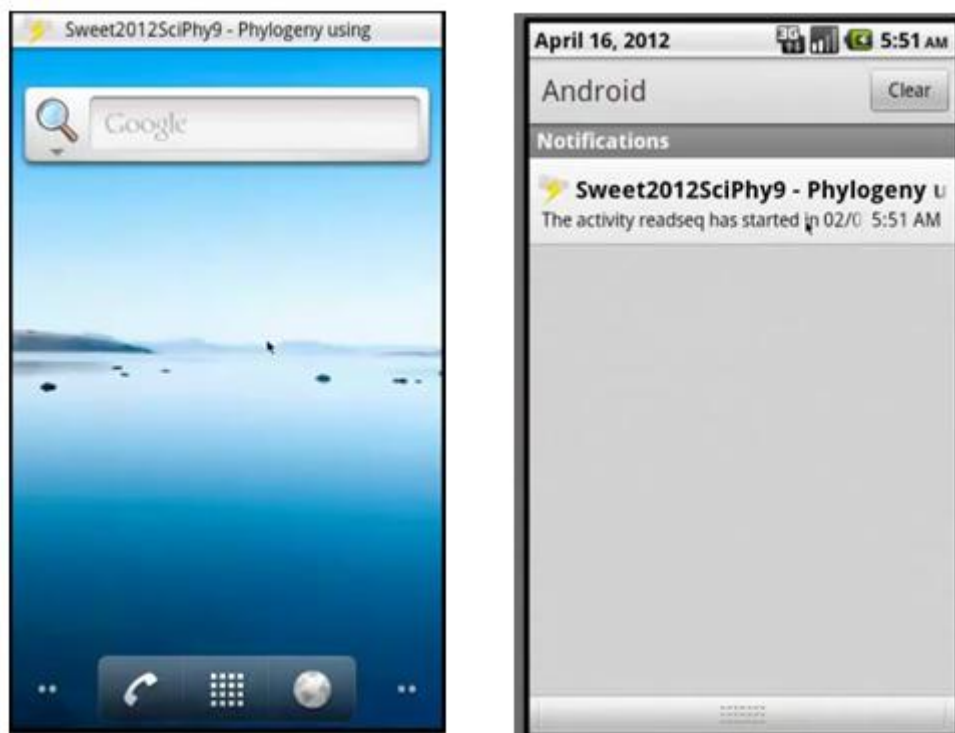 Sweet2012SciPhy9 - Phylogeny using
Google
April 16, 2012 3G 5:51 AM
Android Clear
Notifications
Sweet2012SciPhy9 - Phylogeny u
The activity readseq has started in 02/0 5:51 AM